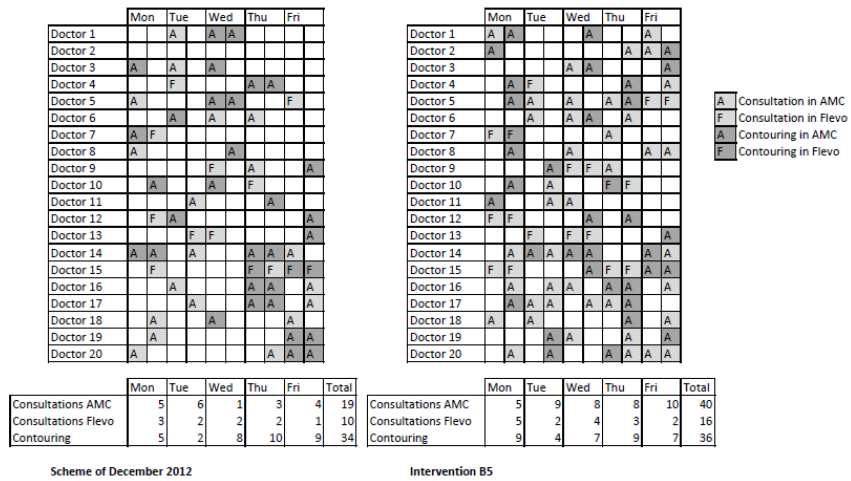 Mon Tue Wed Thu Fri
Doctor 1 A A A
Doctor 2
Doctor 3 A A A
Doctor 4 F A A
Doctor 5 A A A F
Doctor 6 A A A
Doctor 7 A F
Doctor 8 A A
Doctor 9 F A A
Doctor 10 A A F
Doctor 11 A A
Doctor 12 F A A
Doctor 13 F F A
Doctor 14 A A A A A A
Doctor 15 F F F F F
Doctor 16 A A A A
Doctor 17 A A A A
Doctor 18 A A A
Doctor 19 A A A
Doctor 20 A A A A
Mon Tue Wed Thu Fri
Doctor 1 A A A A
Doctor 2 A A A A
Doctor 3 A A A
Doctor 4 A F A A
Doctor 5 A A A A A F F
Doctor 6 A A A A
Doctor 7 F F A
Doctor 8 A A A A
Doctor 9 A F F A
Doctor 10 A A F F
Doctor 11 A A A
Doctor 12 F F A A
Doctor 13 F F F A
Doctor 14 A A A A A A A
Doctor 15 F F A F F A A
Doctor 16 A A A A A A
Doctor 17 A A A A A A A
Doctor 18 A A A A
Doctor 19 A A A A
Doctor 20 A A A A A A
A Consultation in AMC
F Consultation in Flevo
A Contouring in AMC
F Contouring in Flevo
Mon Tue Wed Thu Fri Total
Consultations AMC 5 6 1 3 4 19
Consultations Flevo 3 2 2 2 1 10
Contouring 5 2 8 10 9 34
Scheme of December 2012
Mon Tue Wed Thu Fri Total
Consultations AMC 5 9 8 8 10 40
Consultations Flevo 5 2 4 3 2 16
Contouring 9 4 7 9 7 36
Intervention B5